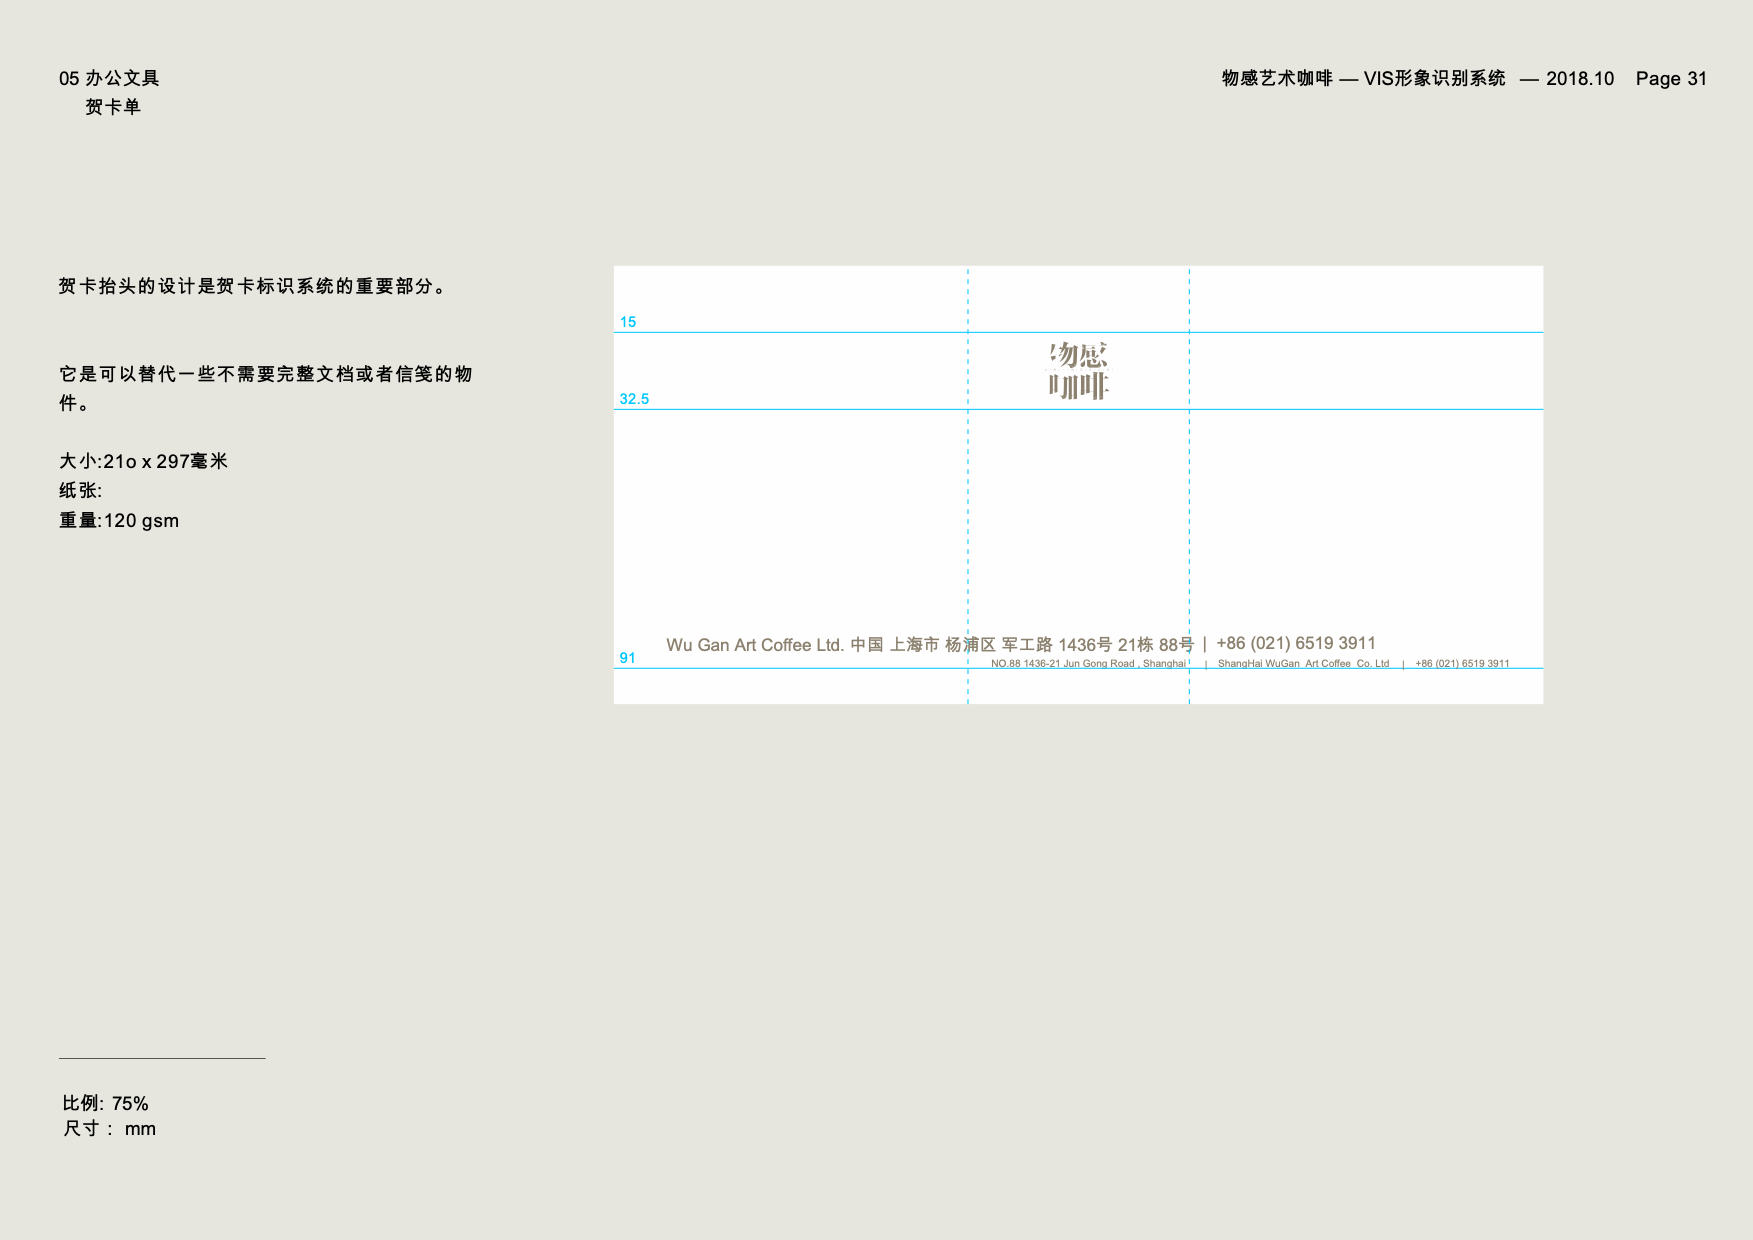 05 办公文具
贺卡单
物感艺术咖啡 — VIS形象识别系统 — 2018.10 Page 31
贺卡抬头的设计是贺卡标识系统的重要部分。
它是可以替代一些不需要完整文档或者信笺的物
件。
大小:21o x 297毫米
纸张:
重量:120 gsm
15
物感
咖啡
32.5
Wu Gan Art Coffee Ltd. 中国 上海市 杨浦区 军工路 1436号 21栋 88号 | +86 (021) 6519 3911
91
NO.88 1436-21 Jun Gong Road , Shanghai | ShangHai WuGan Art Coffee Co. Ltd | +86 (021) 6519 3911
比例: 75%
尺寸： mm